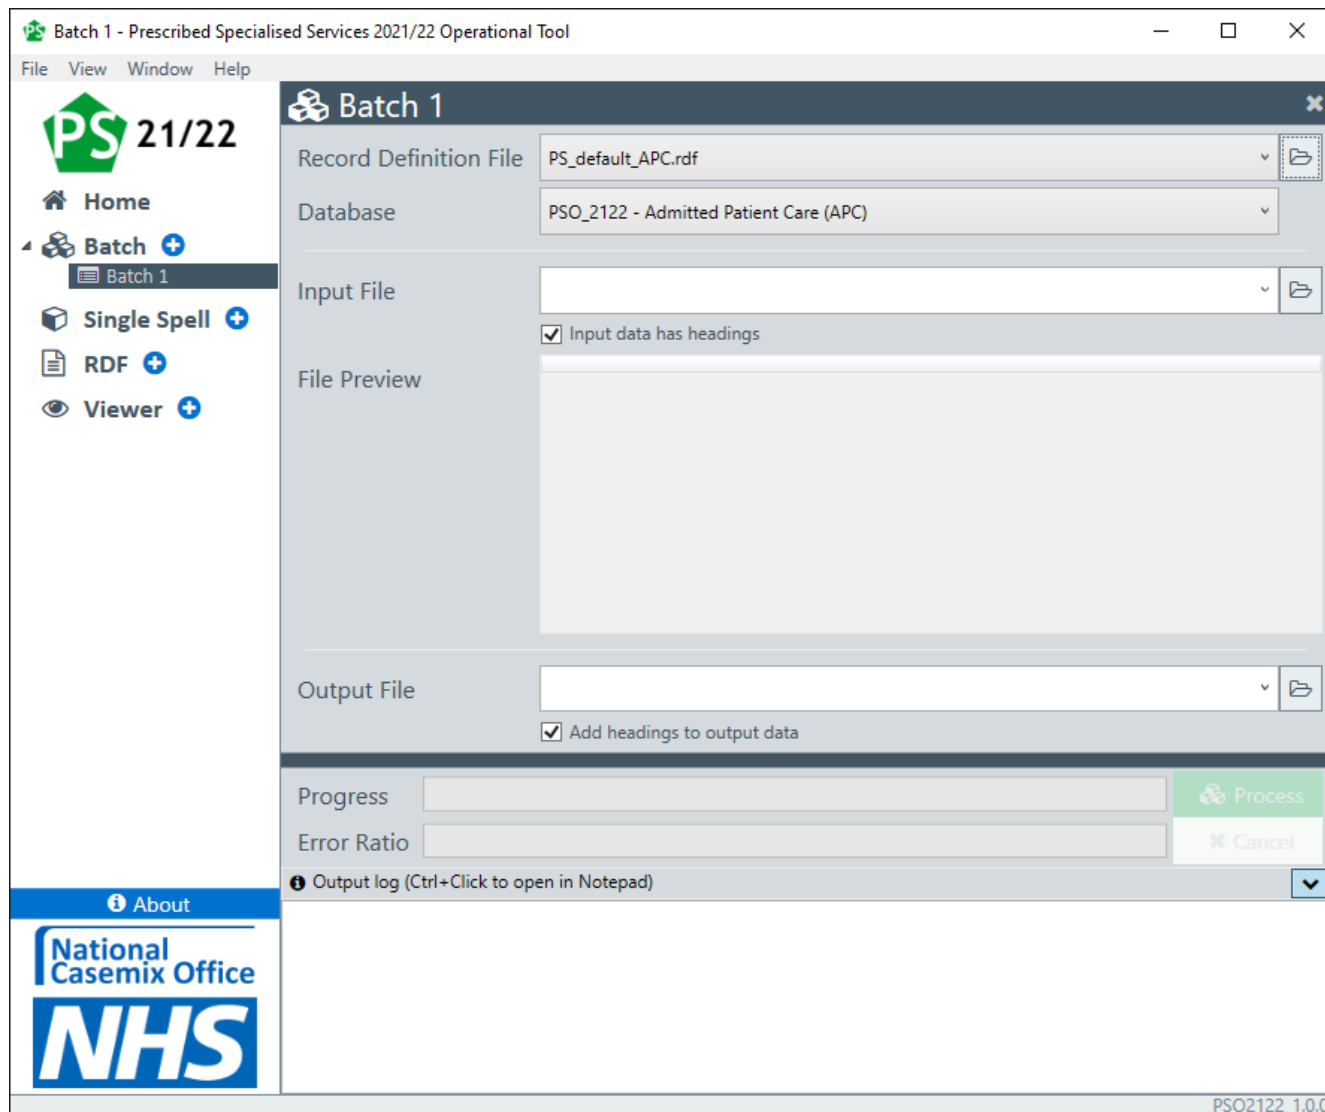 Batch 1 - Prescribed Specialised Services 2021/22 Operational Tool
File View Window Help
PS 21/22
Home
Batch
Batch 1
Single Spell
RDF
Viewer
About
National
Casemix Office
NHS
Batch 1
Record Definition File PS_default_APC.rdf
Database PSO_2122 - Admitted Patient Care (APC)
Input File
Input data has headings
File Preview
Output File
Add headings to output data
Progress
Process
Error Ratio
Cancel
Output log (Ctrl+Click to open in Notepad)
PSO2122 1.0.0